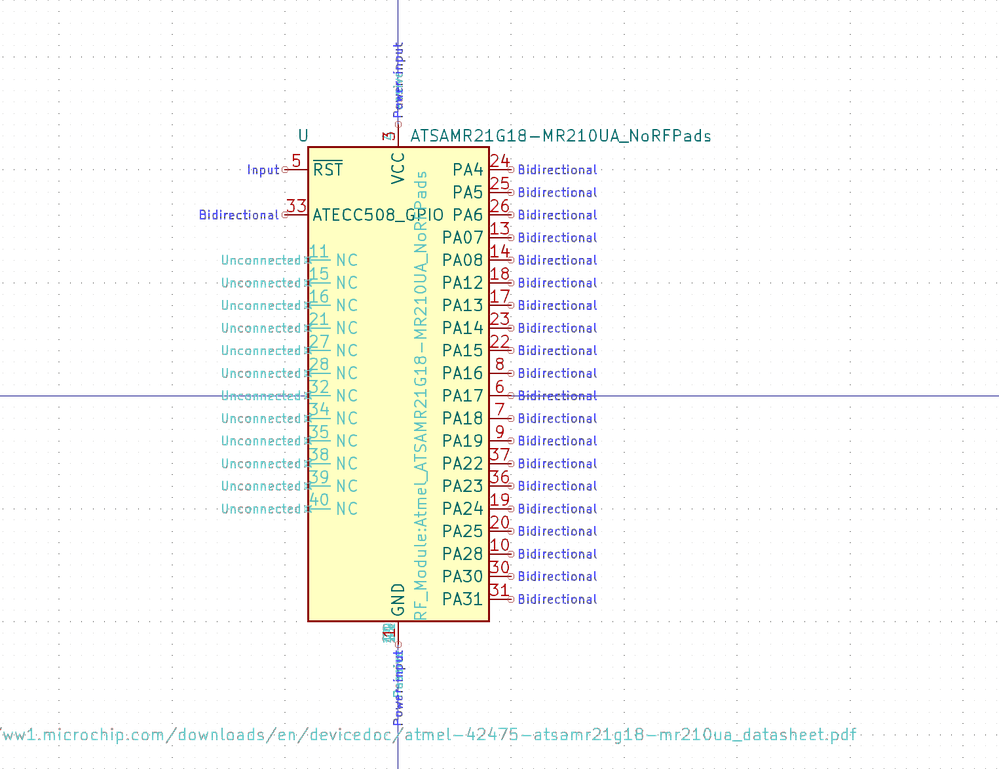 Power input
U
ATSAMR21G18-MR210UA_NoRFPads
3
VCC
Input 5 RST
Bidirectional 33 ATECC508_GPIO
Unconnected 11 NC
Unconnected 15 NC
Unconnected 16 NC
Unconnected 21 NC
Unconnected 27 NC
Unconnected 28 NC
Unconnected 32 NC
Unconnected 34 NC
Unconnected 35 NC
Unconnected 38 NC
Unconnected 39 NC
Unconnected 40 NC
RF_Module:Atmel_ATSAMR21G18-MR210UA_NoRFPads
PA4 24 Bidirectional
PA5 25 Bidirectional
PA6 26 Bidirectional
PA07 13 Bidirectional
PA08 14 Bidirectional
PA12 18 Bidirectional
PA13 17 Bidirectional
PA14 23 Bidirectional
PA15 22 Bidirectional
PA16 8 Bidirectional
PA17 6 Bidirectional
PA18 7 Bidirectional
PA19 9 Bidirectional
PA22 37 Bidirectional
PA23 36 Bidirectional
PA24 19 Bidirectional
PA25 20 Bidirectional
PA28 10 Bidirectional
PA30 30 Bidirectional
PA31 31 Bidirectional
GND
1
Power input
ww1.microchip.com/downloads/en/devicedoc/atmel-42475-atsamr21g18-mr210ua_datasheet.pdf